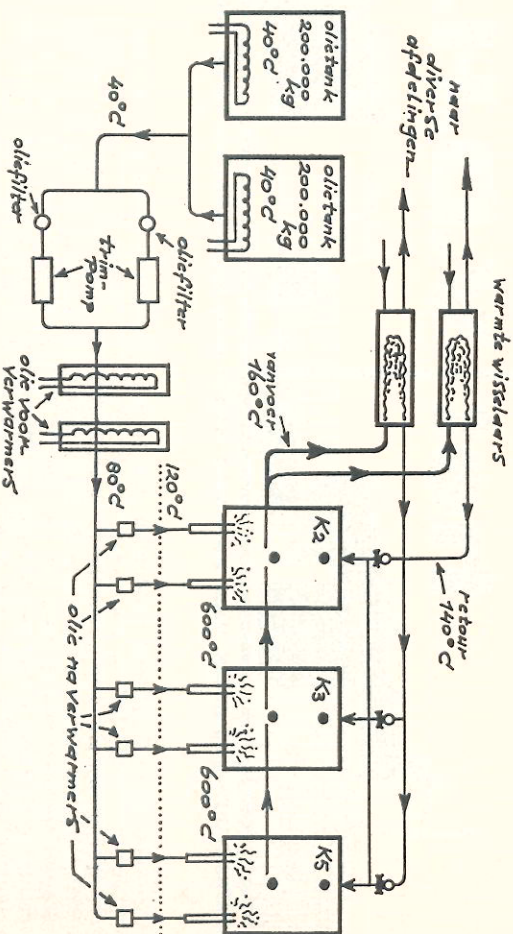 olietank
200.000
kg
40°C
olietank
200.000
kg
40°C
40°C
oliefilter
oliefilter
trim-
pomp
olie voor-
verwarmers
80°C
120°C
olie naverwarmers
naar
diverse
afdelingen
warmte wisselaars
aanvoer
160°C
retour
140°C
K2
600°C
K3
600°C
K5